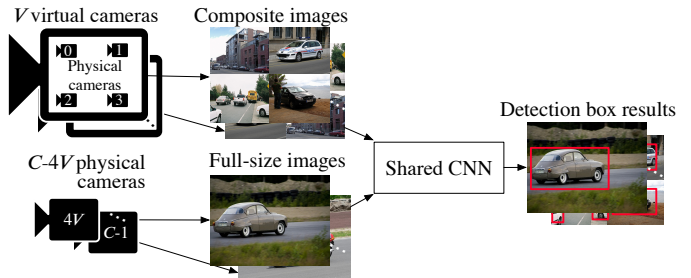 V virtual cameras
0 1
Physical
cameras
2 3
Composite images
C-4V physical
cameras
4V
C-1
Full-size images
Shared CNN
Detection box results